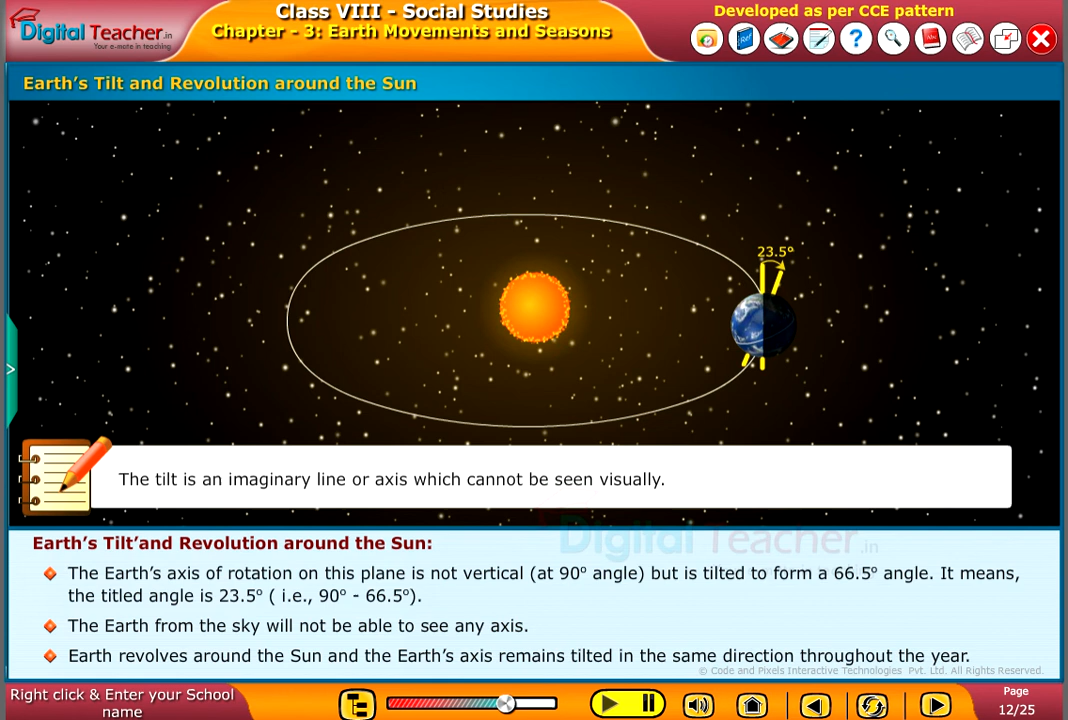 Class VIII - Social Studies
Chapter - 3: Earth Movements and Seasons
Developed as per CCE pattern
Digital Teacher.in
Your e-mate in teaching
Ref
Abc
Earth's Tilt and Revolution around the Sun
23.5°
>
The tilt is an imaginary line or axis which cannot be seen visually.
Digital Teacher.in
Earth's Tilt'and Revolution around the Sun:
The Earth's axis of rotation on this plane is not vertical (at 90° angle) but is tilted to form a 66.5° angle. It means,
the titled angle is 23.5° ( i.e., 90° - 66.5°).
The Earth from the sky will not be able to see any axis.
Earth revolves around the Sun and the Earth's axis remains tilted in the same direction throughout the year.
© Code and Pixels Interactive Technologies Pvt. Ltd. All Rights Reserved.
Right click & Enter your School
name
Page
12/25